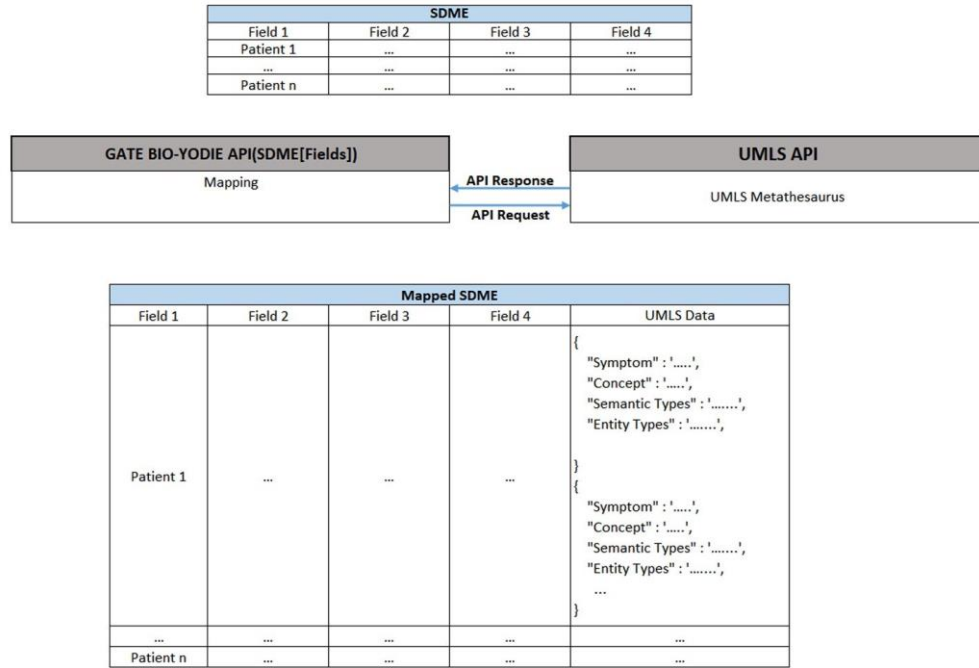 SDME
Field 1 Field 2 Field 3 Field 4
Patient 1 ... ... ...
... ... ... ...
Patient n ... ... ...
GATE BIO-YODIE API(SDME[Fields])
Mapping
API Response
API Request
UMLS API
UMLS Metathesaurus
Mapped SDME
Field 1 Field 2 Field 3 Field 4 UMLS Data
Patient 1 ... ... ...
{
"Symptom" : '.....',
"Concept" : '.....',
"Semantic Types" : '.......',
"Entity Types" : '.......',
}
{
"Symptom" : '.....',
"Concept" : '.....',
"Semantic Types" : '.......',
"Entity Types" : '.......',
...
}
... ... ... ... ...
Patient n ... ... ... ...